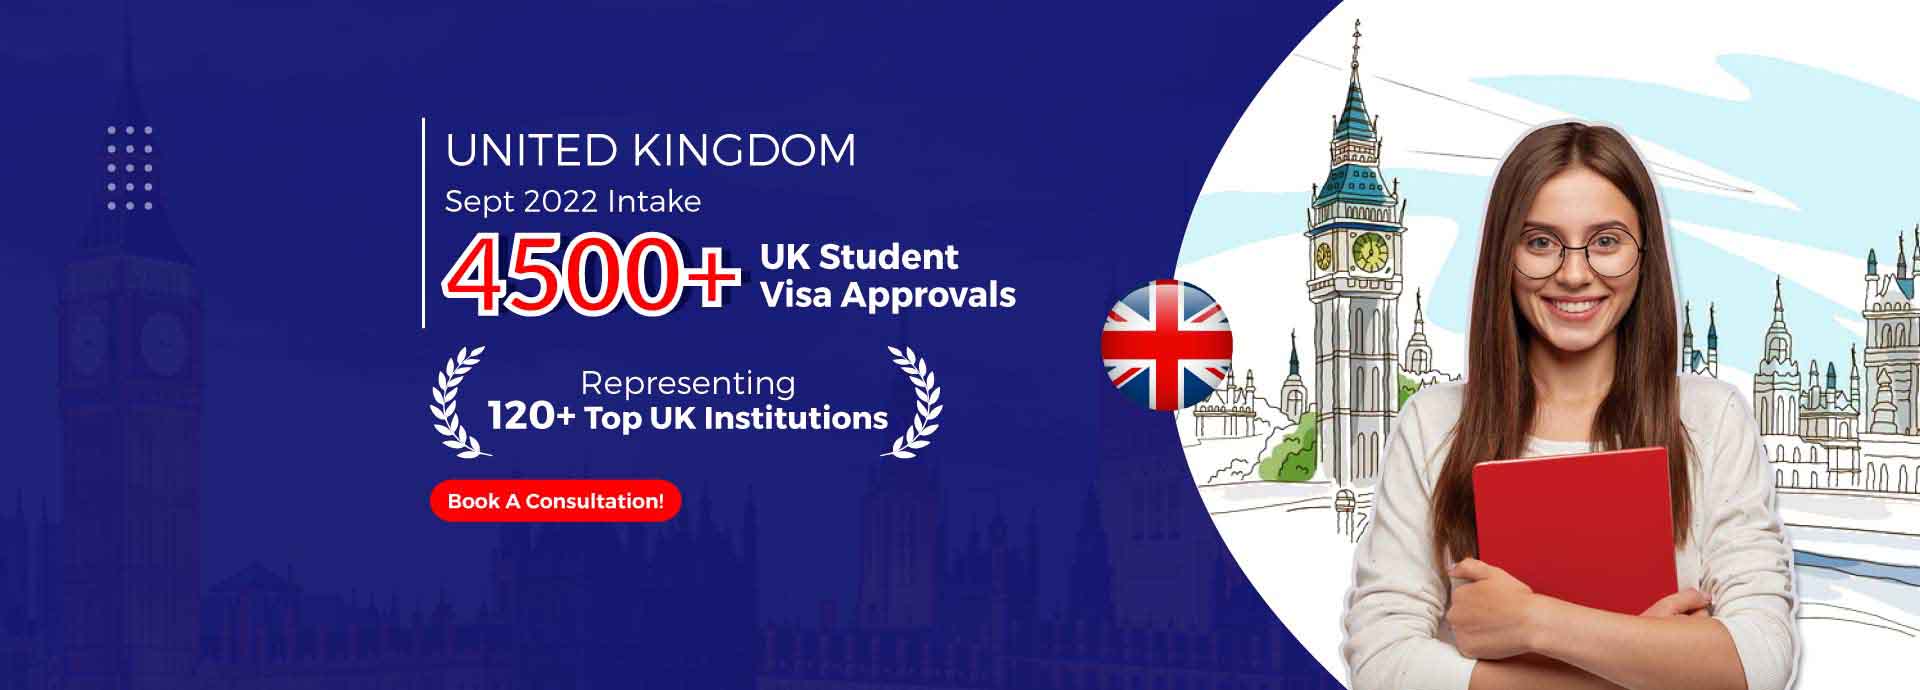 UNITED KINGDOM
Sept 2022 Intake
4500+ UK Student
Visa Approvals
Representing
120+ Top UK Institutions
Book A Consultation!